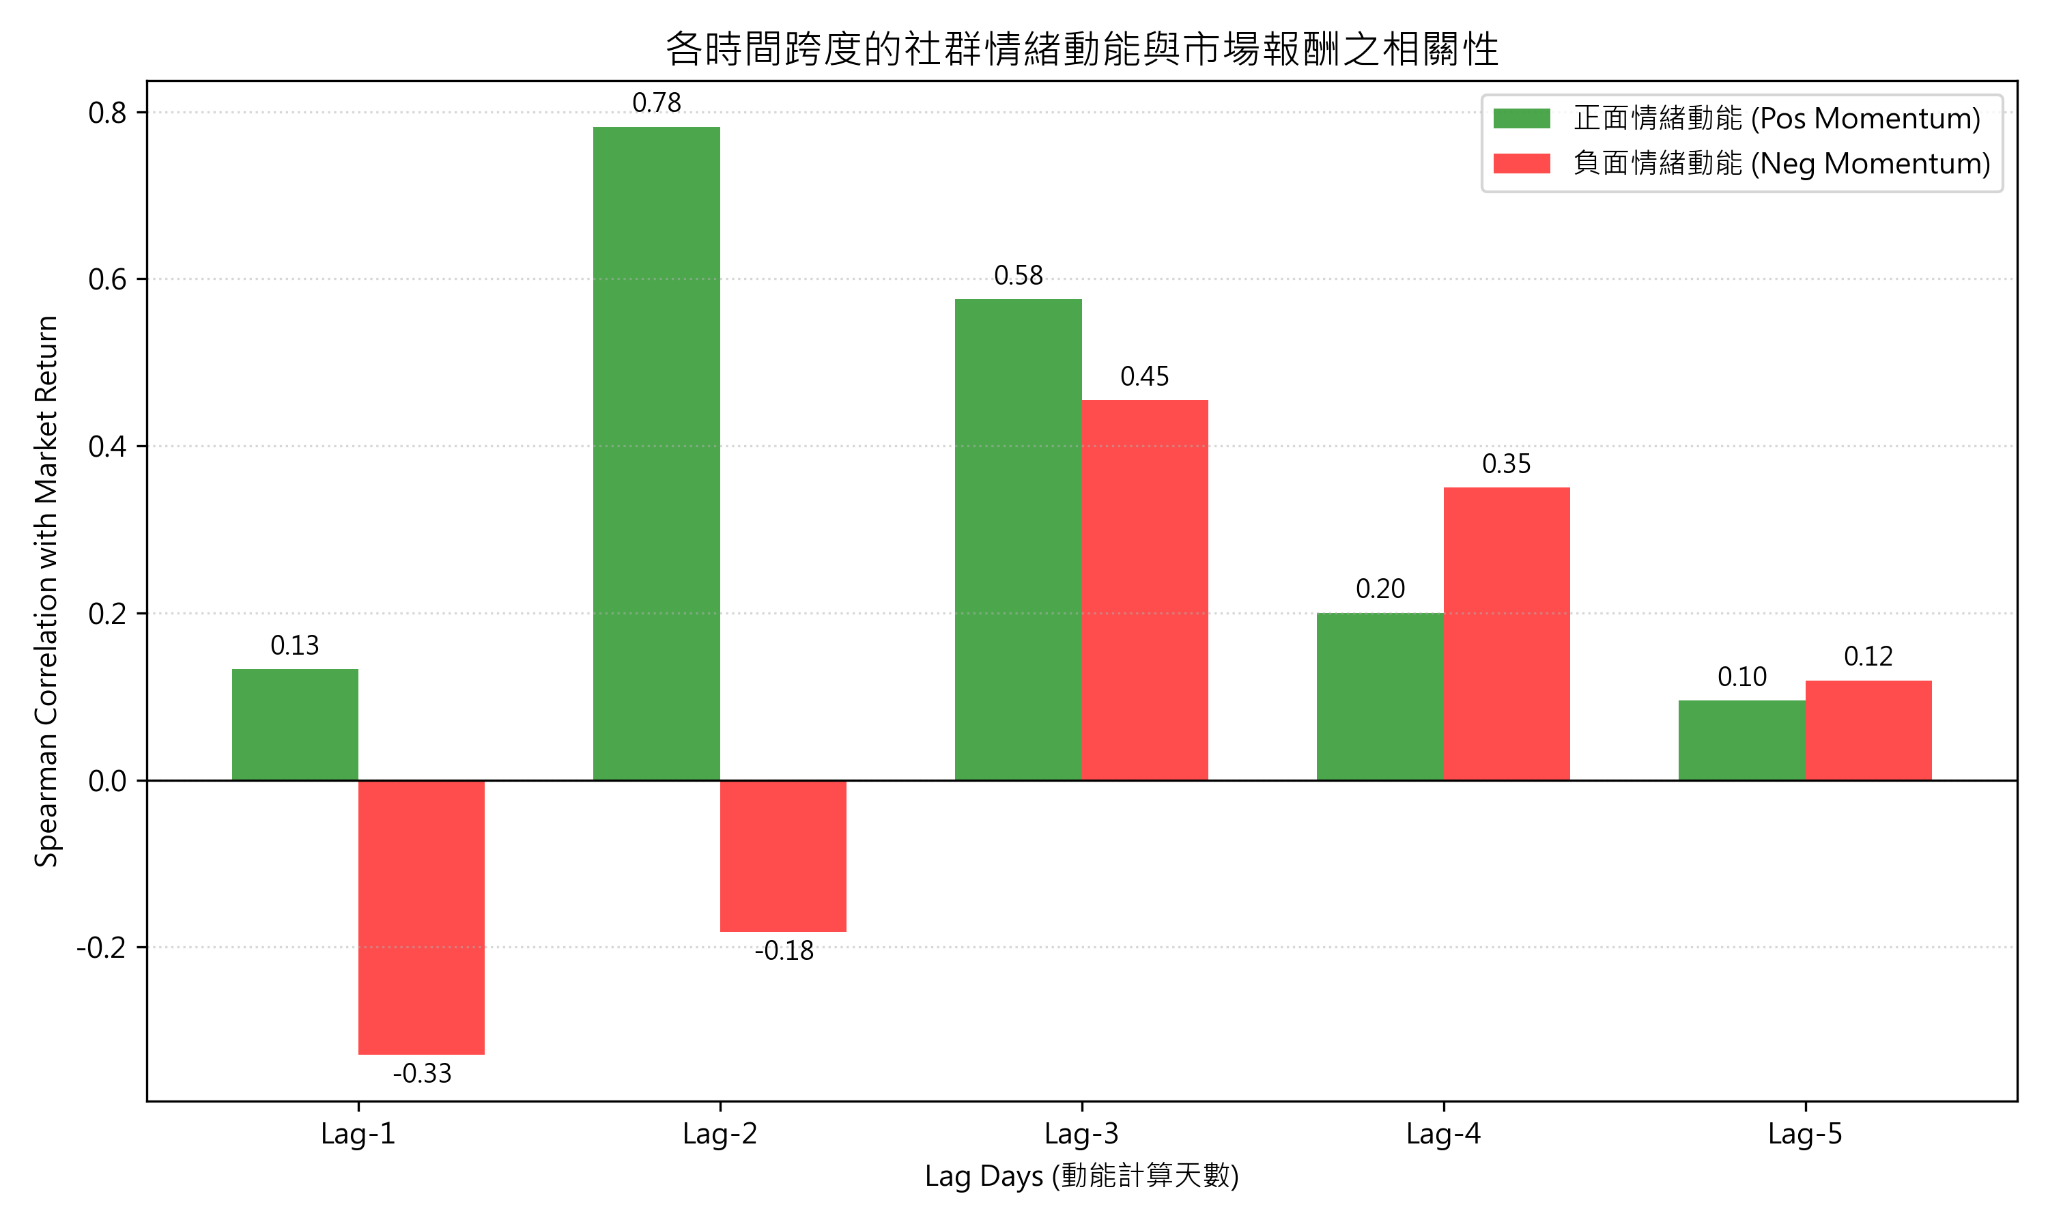 各時間跨度的社群情緒動能與市場報酬之相關性
正面情緒動能 (Pos Momentum)
負面情緒動能 (Neg Momentum)
Spearman Correlation with Market Return
0.8
0.6
0.4
0.2
0.0
-0.2
0.13
-0.33
0.78
-0.18
0.58
0.45
0.20
0.35
0.10
0.12
Lag-1
Lag-2
Lag-3
Lag-4
Lag-5
Lag Days (動能計算天數)